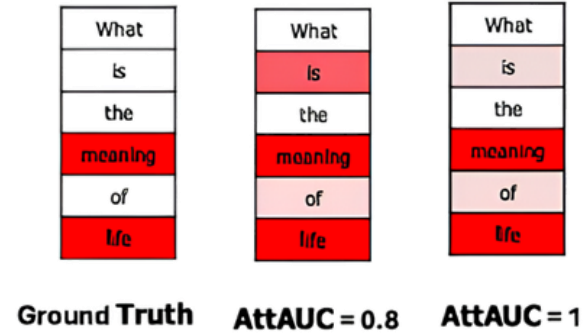 What
is
the
meaning
of
life
Ground Truth
What
is
the
meaning
of
life
AttAUC = 0.8
What
is
the
meaning
of
life
AttAUC = 1